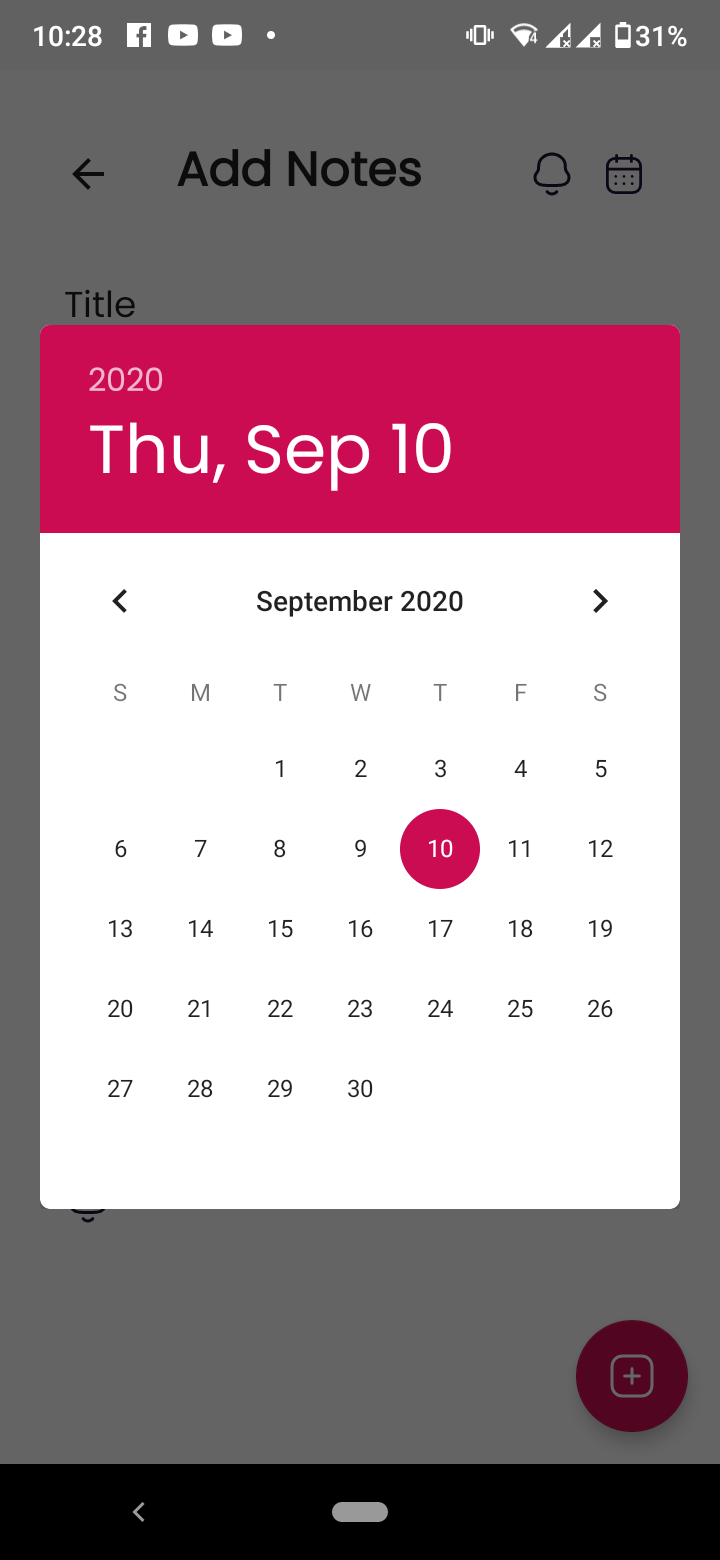 10:28 4 31%
Add Notes
Title
2020
Thu, Sep 10
September 2020
S M T W T F S
1 2 3 4 5
6 7 8 9 10 11 12
13 14 15 16 17 18 19
20 21 22 23 24 25 26
27 28 29 30